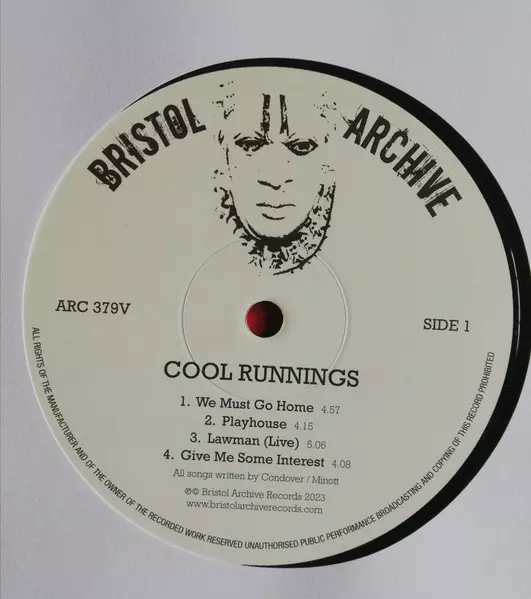 BRISTOL ARCHIVE
ARC 379V
SIDE 1
COOL RUNNINGS
1. We Must Go Home 4.57
2. Playhouse 4.15
3. Lawman (Live) 5.06
4. Give Me Some Interest 4.08
All songs written by Condover / Minott
℗© Bristol Archive Records 2023
www.bristolarchiverecords.com
ALL RIGHTS OF THE MANUFACTURER AND OF THE OWNER OF THE RECORDED WORK RESERVED UNAUTHORISED PUBLIC PERFORMANCE BROADCASTING AND COPYING OF THIS RECORD PROHIBITED